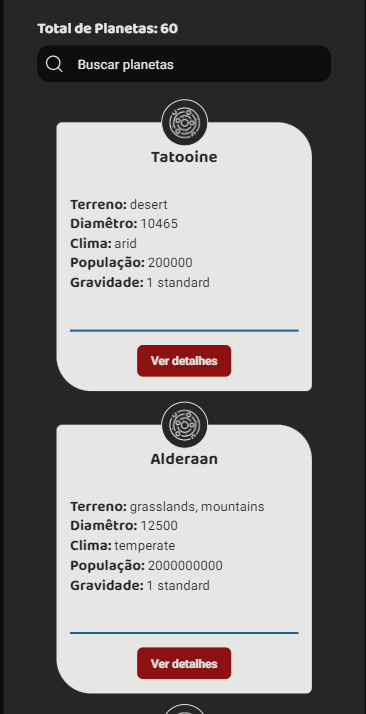 Total de Planetas: 60
Buscar planetas
Tatooine
Terreno: desert
Diamêtro: 10465
Clima: arid
População: 200000
Gravidade: 1 standard
Ver detalhes
Alderaan
Terreno: grasslands, mountains
Diamêtro: 12500
Clima: temperate
População: 2000000000
Gravidade: 1 standard
Ver detalhes